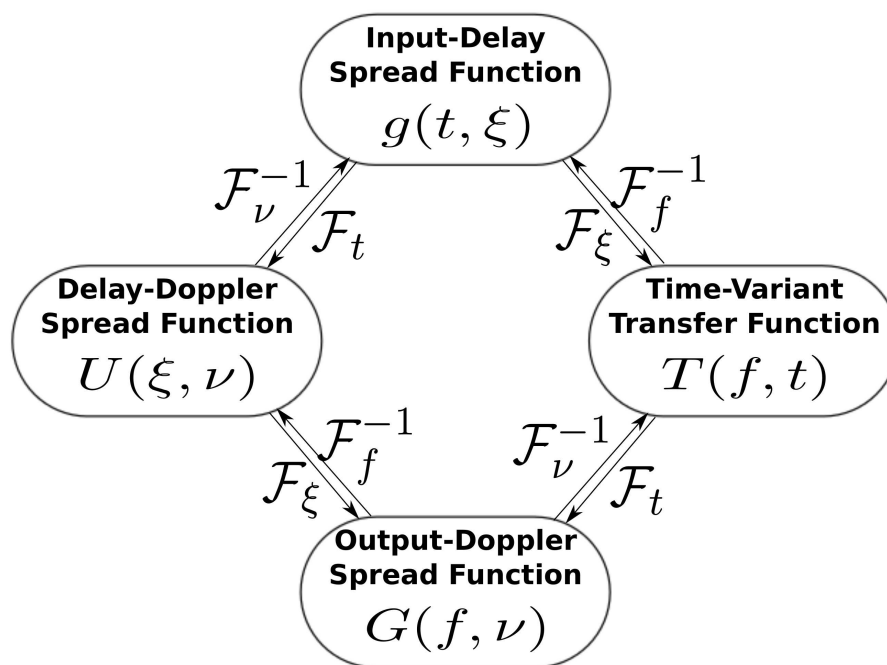 Input-Delay
Spread Function
g(t, ξ)
ℱ_ν^{-1}
ℱ_t
ℱ_f^{-1}
ℱ_ξ
Delay-Doppler
Spread Function
U(ξ, ν)
Time-Variant
Transfer Function
T(f, t)
ℱ_f^{-1}
ℱ_ξ
ℱ_ν^{-1}
ℱ_t
Output-Doppler
Spread Function
G(f, ν)